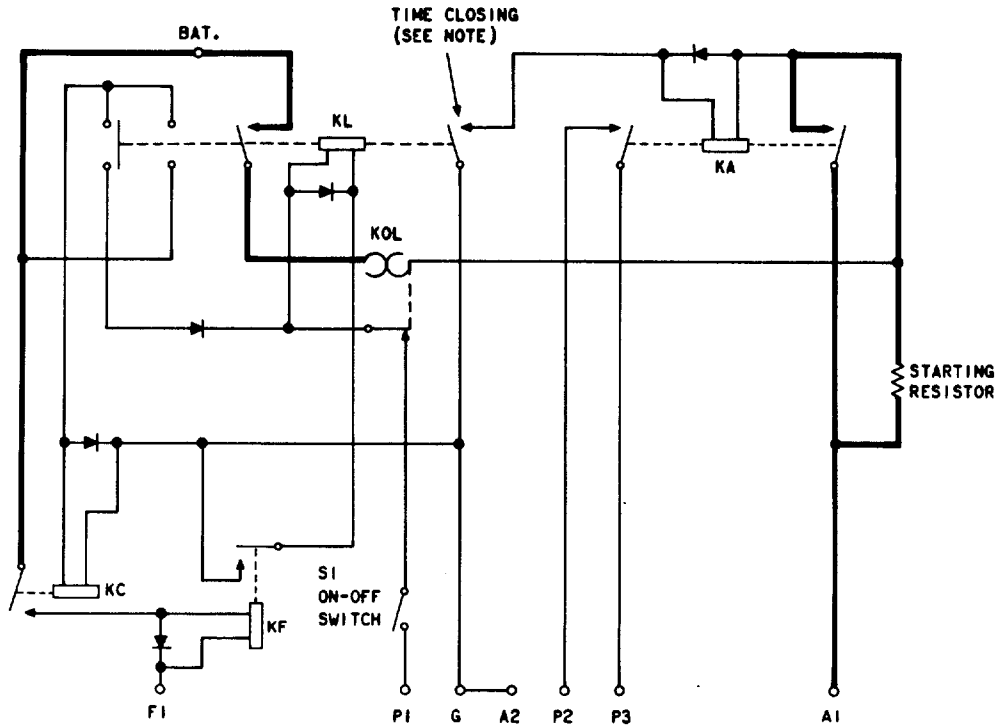 TIME CLOSING
(SEE NOTE)
BAT.
KL
KA
KOL
STARTING
RESISTOR
KC
S1
ON-OFF
SWITCH
KF
F1
P1
G
A2
P2
P3
A1